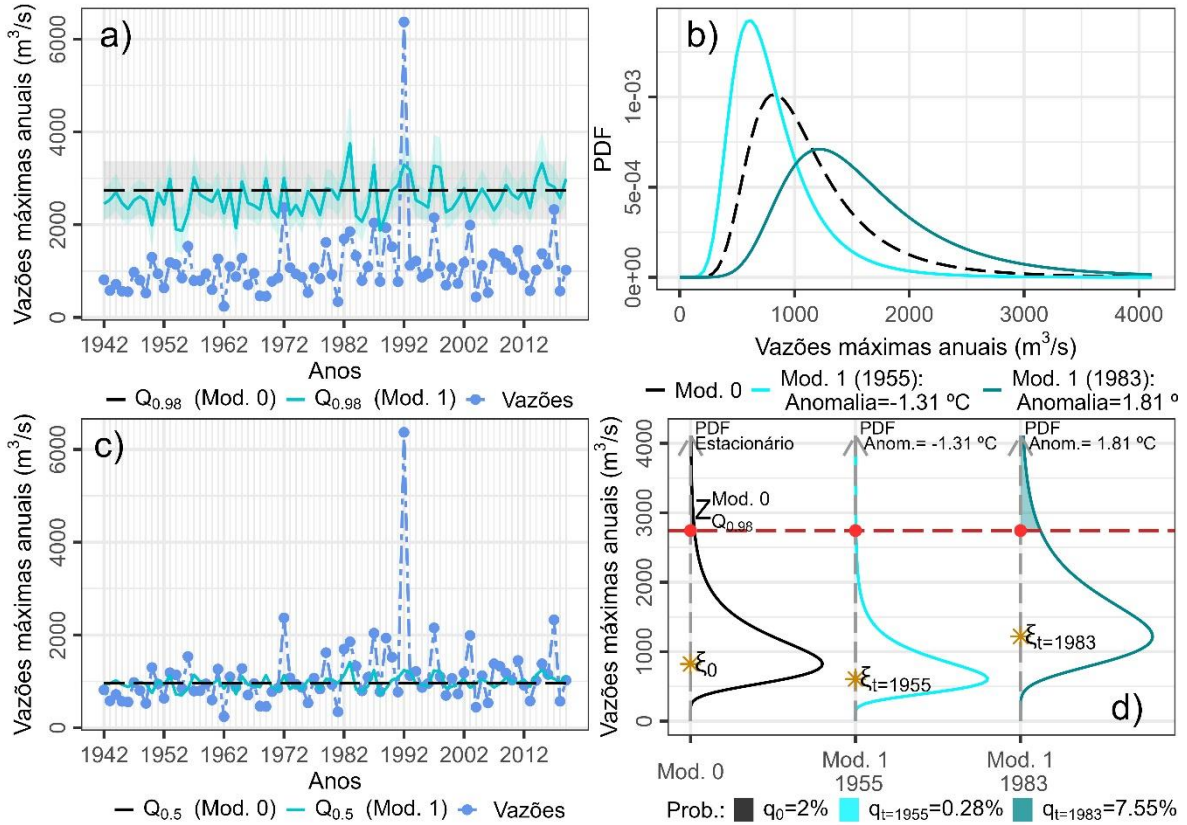 a)
Vazões máximas anuais (m³/s)
6000
4000
2000
0
1942 1952 1962 1972 1982 1992 2002 2012
Anos
Q0.98 (Mod. 0) Q0.98 (Mod. 1) Vazões
b)
PDF
1e-03
5e-04
0e+00
0 1000 2000 3000 4000
Vazões máximas anuais (m³/s)
Mod. 0 Mod. 1 (1955): Mod. 1 (1983):
Anomalia=-1.31 ºC Anomalia=1.81 º
c)
Vazões máximas anuais (m³/s)
6000
4000
2000
0
1942 1952 1962 1972 1982 1992 2002 2012
Anos
Q0.5 (Mod. 0) Q0.5 (Mod. 1) Vazões
d)
Vazões máximas anuais (m³/s)
4000
3000
2000
1000
0
PDF PDF PDF
Estacionário Anom.= -1.31 ºC Anom.= 1.81 ºC
Z Mod. 0 Q0.98
ξ0 ξt=1955 ξt=1983
Mod. 0 Mod. 1 Mod. 1
1955 1983
Prob.: q0=2% qt=1955=0.28% qt=1983=7.55%